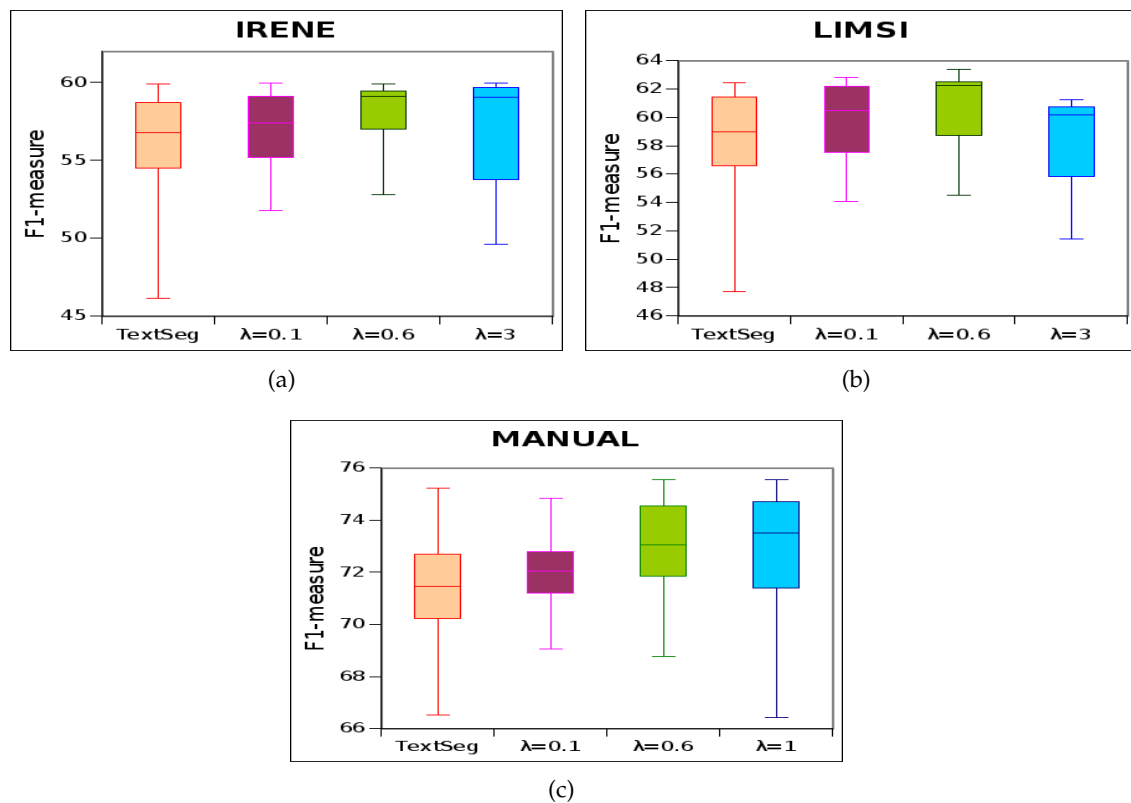 IRENE
F1-measure
60
55
50
45
TextSeg λ=0.1 λ=0.6 λ=3
(a)
LIMSI
F1-measure
64
62
60
58
56
54
52
50
48
46
TextSeg λ=0.1 λ=0.6 λ=3
(b)
MANUAL
F1-measure
76
74
72
70
68
66
TextSeg λ=0.1 λ=0.6 λ=1
(c)